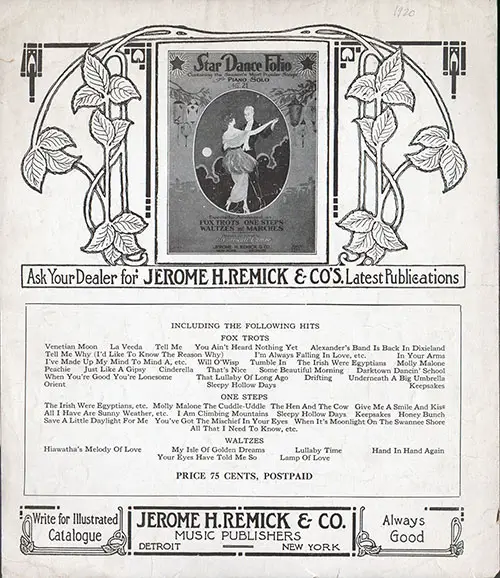 1920
Star Dance Folio
Containing the Season's Most Popular Songs
for PIANO SOLO
No. 21
FOX TROTS ONE STEPS
WALTZES and MARCHES
JEROME H. REMICK & CO.
Ask Your Dealer for JEROME H. REMICK & CO'S. Latest Publications
INCLUDING THE FOLLOWING HITS
FOX TROTS
Venetian Moon La Veeda Tell Me You Ain't Heard Nothing Yet Alexander's Band Is Back In Dixieland
Tell Me Why (I'd Like To Know The Reason Why) I'm Always Falling In Love, etc. In Your Arms
I've Made Up My Mind To Mind A, etc. Will O'Wisp Tumble In The Irish Were Egyptians Molly Malone
Peachie Just Like A Gipsy Cinderella That's Nice Some Beautiful Morning Darktown Dancin' School
When You're Good You're Lonesome That Lullaby Of Long Ago Drifting Underneath A Big Umbrella
Orient Sleepy Hollow Days Keepsakes
ONE STEPS
The Irish Were Egyptians, etc. Molly Malone The Cuddle-Uddle The Hen And The Cow Give Me A Smile And Kiss
All I Have Are Sunny Weather, etc. I Am Climbing Mountains Sleepy Hollow Days Keepsakes Honey Bunch
Save A Little Daylight For Me You've Got The Mischief In Your Eyes When It's Moonlight On The Swannee Shore
All That I Need To Know, etc.
WALTZES
Hiawatha's Melody Of Love My Isle Of Golden Dreams Lullaby Time Hand In Hand Again
Your Eyes Have Told Me So Lamp Of Love
PRICE 75 CENTS, POSTPAID
Write for Illustrated
Catalogue
JEROME H. REMICK & CO.
MUSIC PUBLISHERS
DETROIT NEW YORK
Always
Good